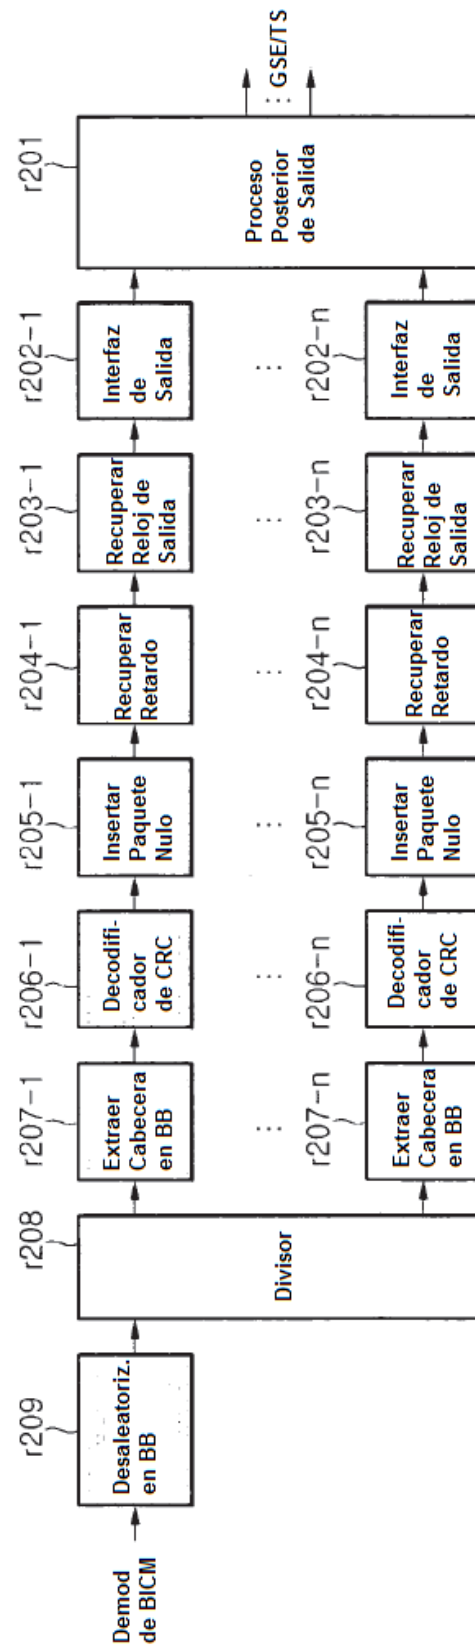 Demod
de BICM
r209
Desaleatoriz.
en BB
r208
Divisor
r207-1
Extraer
Cabecera
en BB
r206-1
Decodifi-
cador
de CRC
r205-1
Insertar
Paquete
Nulo
r204-1
Recuperar
Retardo
r203-1
Recuperar
Reloj de
Salida
r202-1
Interfaz
de
Salida
r201
Proceso
Posterior
de Salida
GSE/TS
r207-n
Extraer
Cabecera
en BB
r206-n
Decodifi-
cador
de CRC
r205-n
Insertar
Paquete
Nulo
r204-n
Recuperar
Retardo
r203-n
Recuperar
Reloj de
Salida
r202-n
Interfaz
de
Salida